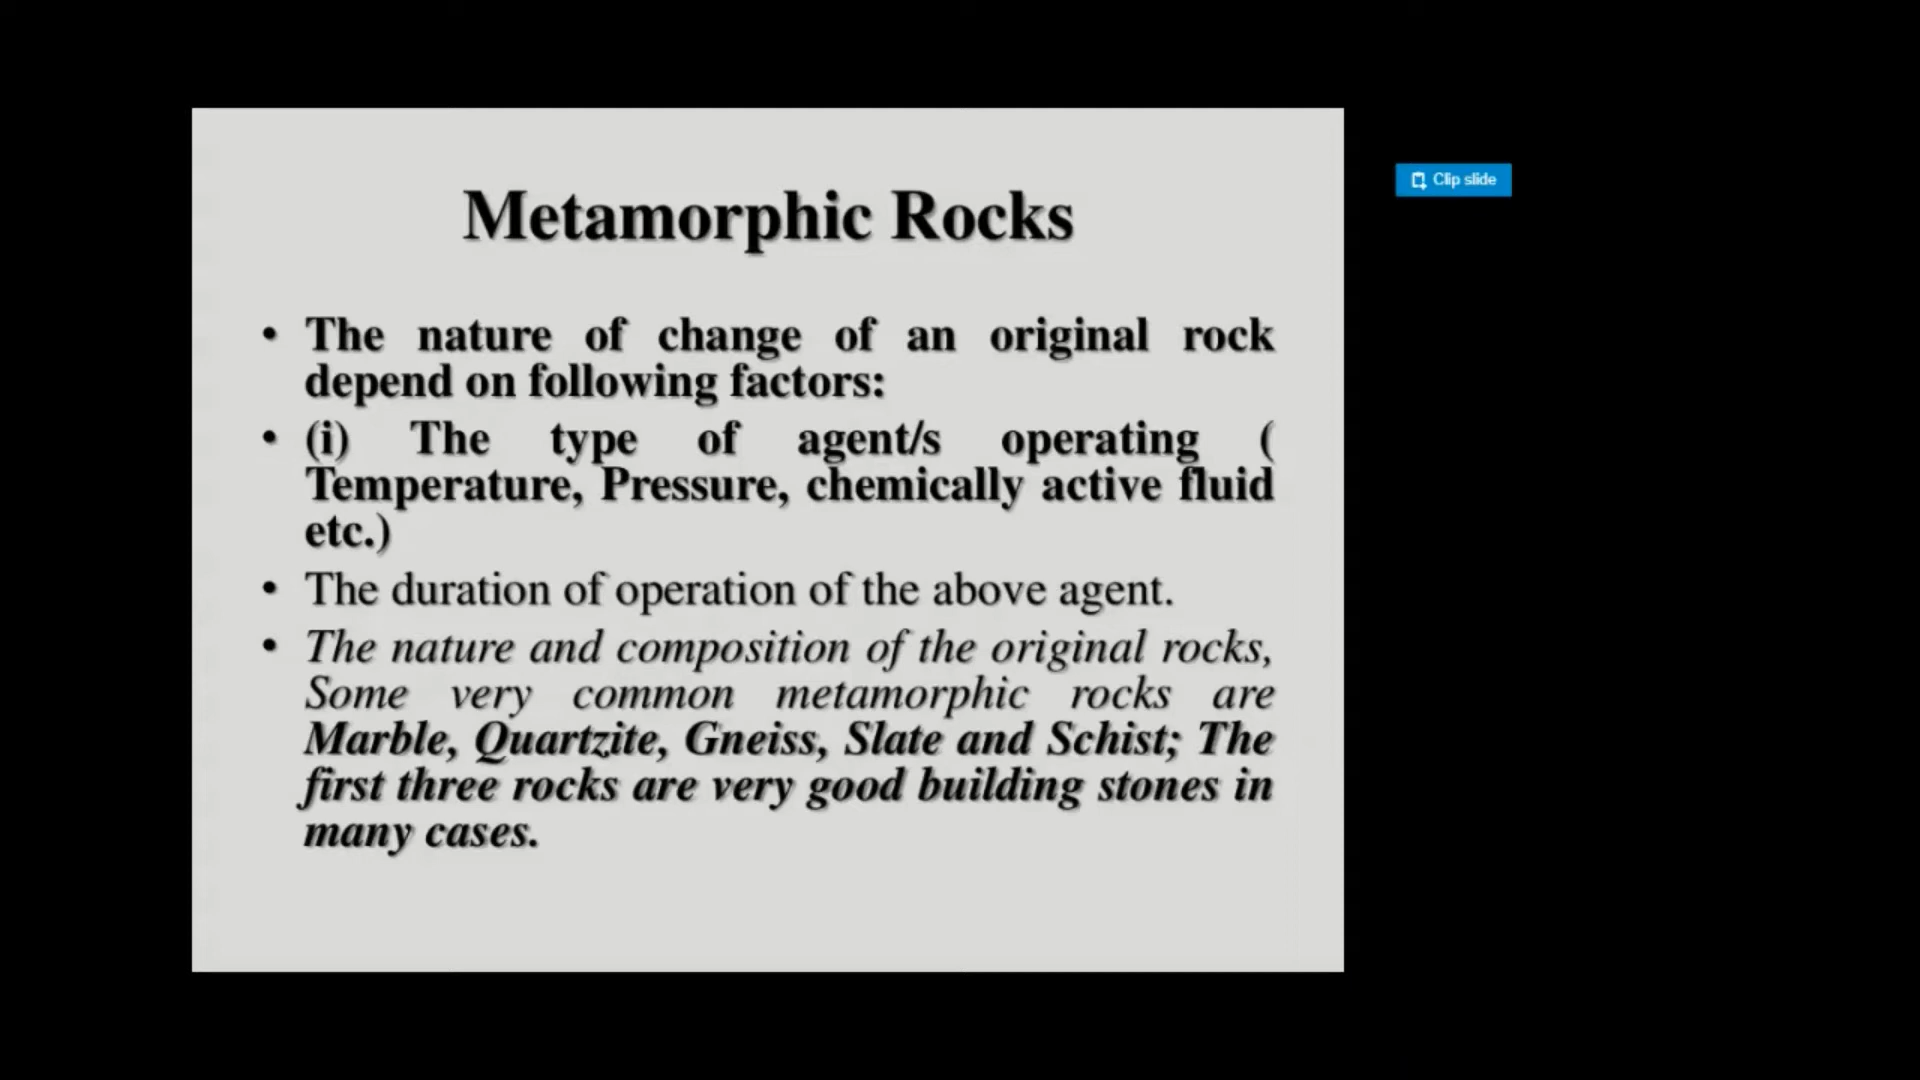 Metamorphic Rocks
Clip slide
• The nature of change of an original rock
depend on following factors:
• (i) The type of agent/s operating (
Temperature, Pressure, chemically active fluid
etc.)
• The duration of operation of the above agent.
• The nature and composition of the original rocks,
Some very common metamorphic rocks are
Marble, Quartzite, Gneiss, Slate and Schist; The
first three rocks are very good building stones in
many cases.